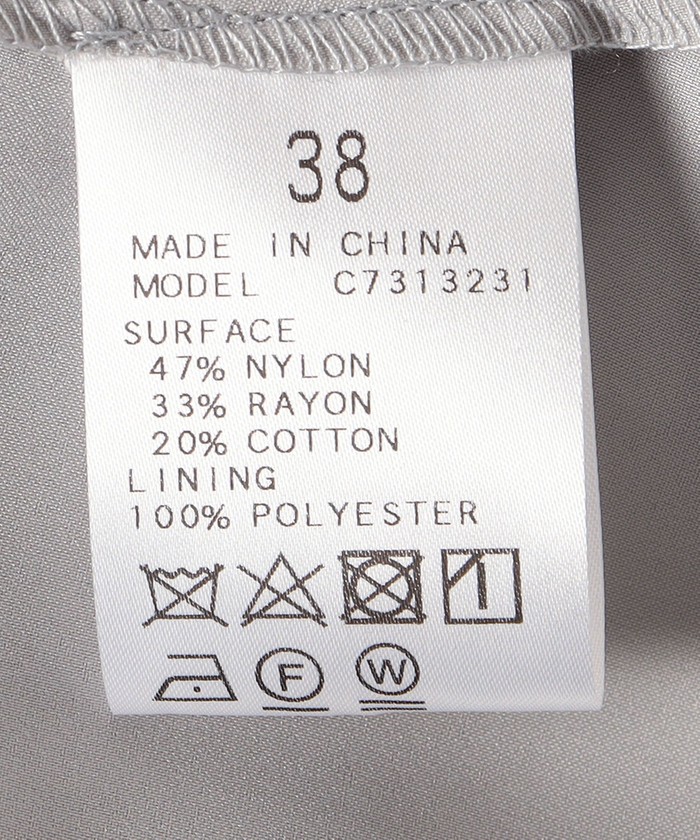 38
MADE IN CHINA
MODEL C7313231
SURFACE
47% NYLON
33% RAYON
20% COTTON
LINING
100% POLYESTER
F W